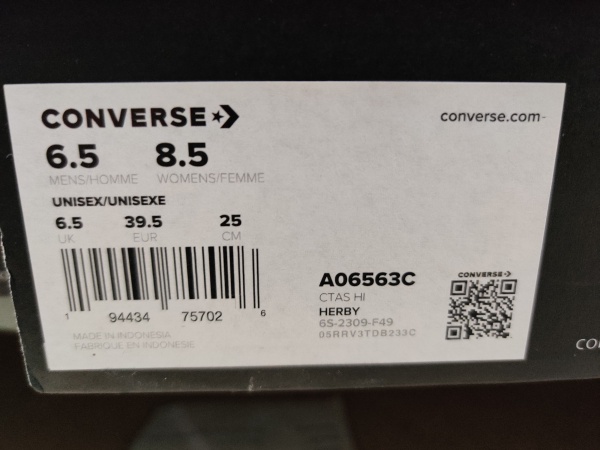 CONVERSE
converse.com
6.5 8.5
MENS/HOMME WOMENS/FEMME
UNISEX/UNISEXE
6.5 39.5 25
UK EUR CM
1 94434 75702 6
MADE IN INDONESIA
FABRIQUE EN INDONESIE
A06563C
CTAS HI
HERBY
6S-2309-F49
05RRV3TDB233C
CONVERSE